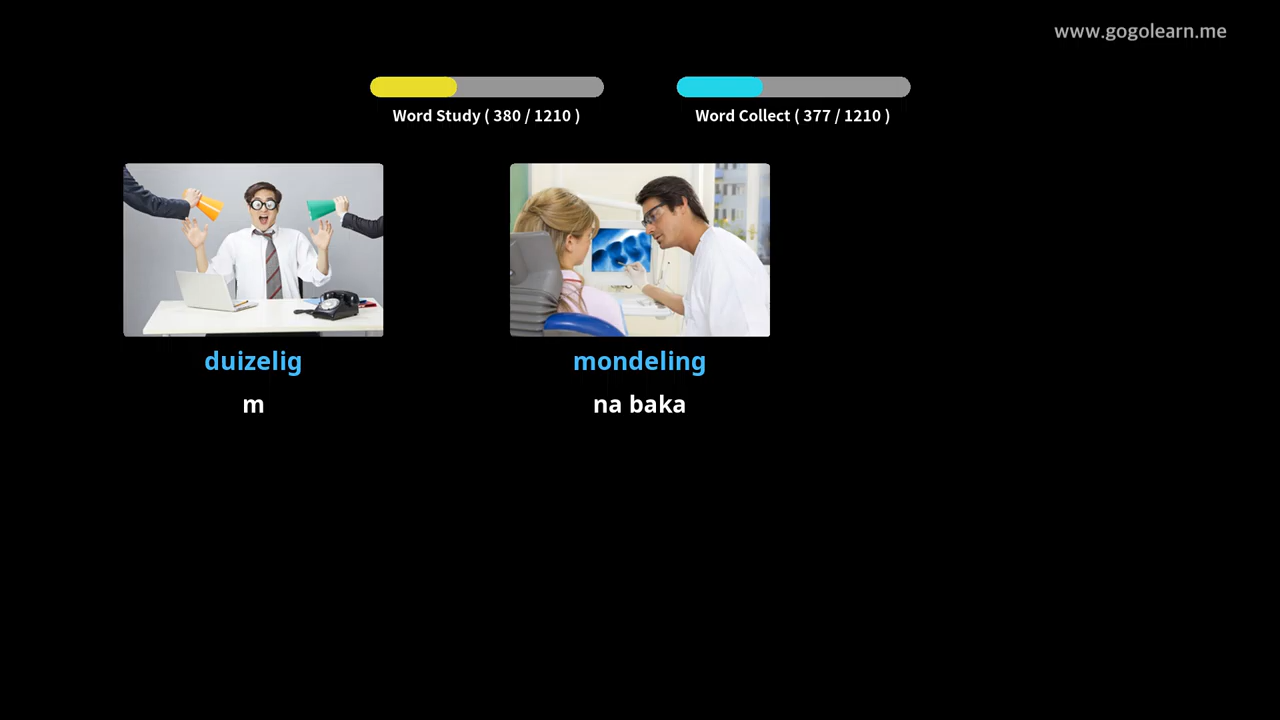 www.gogolearn.me
Word Study ( 380 / 1210 )
Word Collect ( 377 / 1210 )
duizelig
mondeling
m
na baka